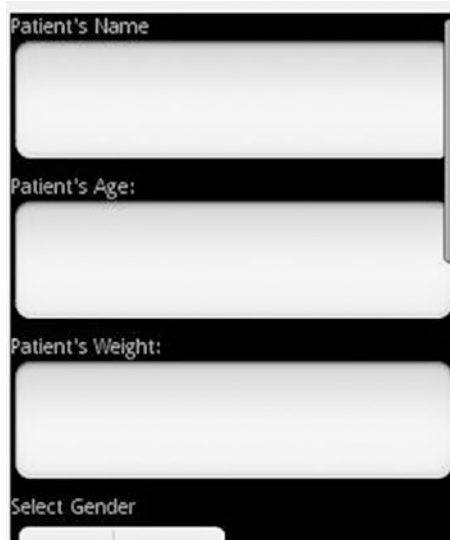 Patient's Name
Patient's Age:
Patient's Weight:
Select Gender